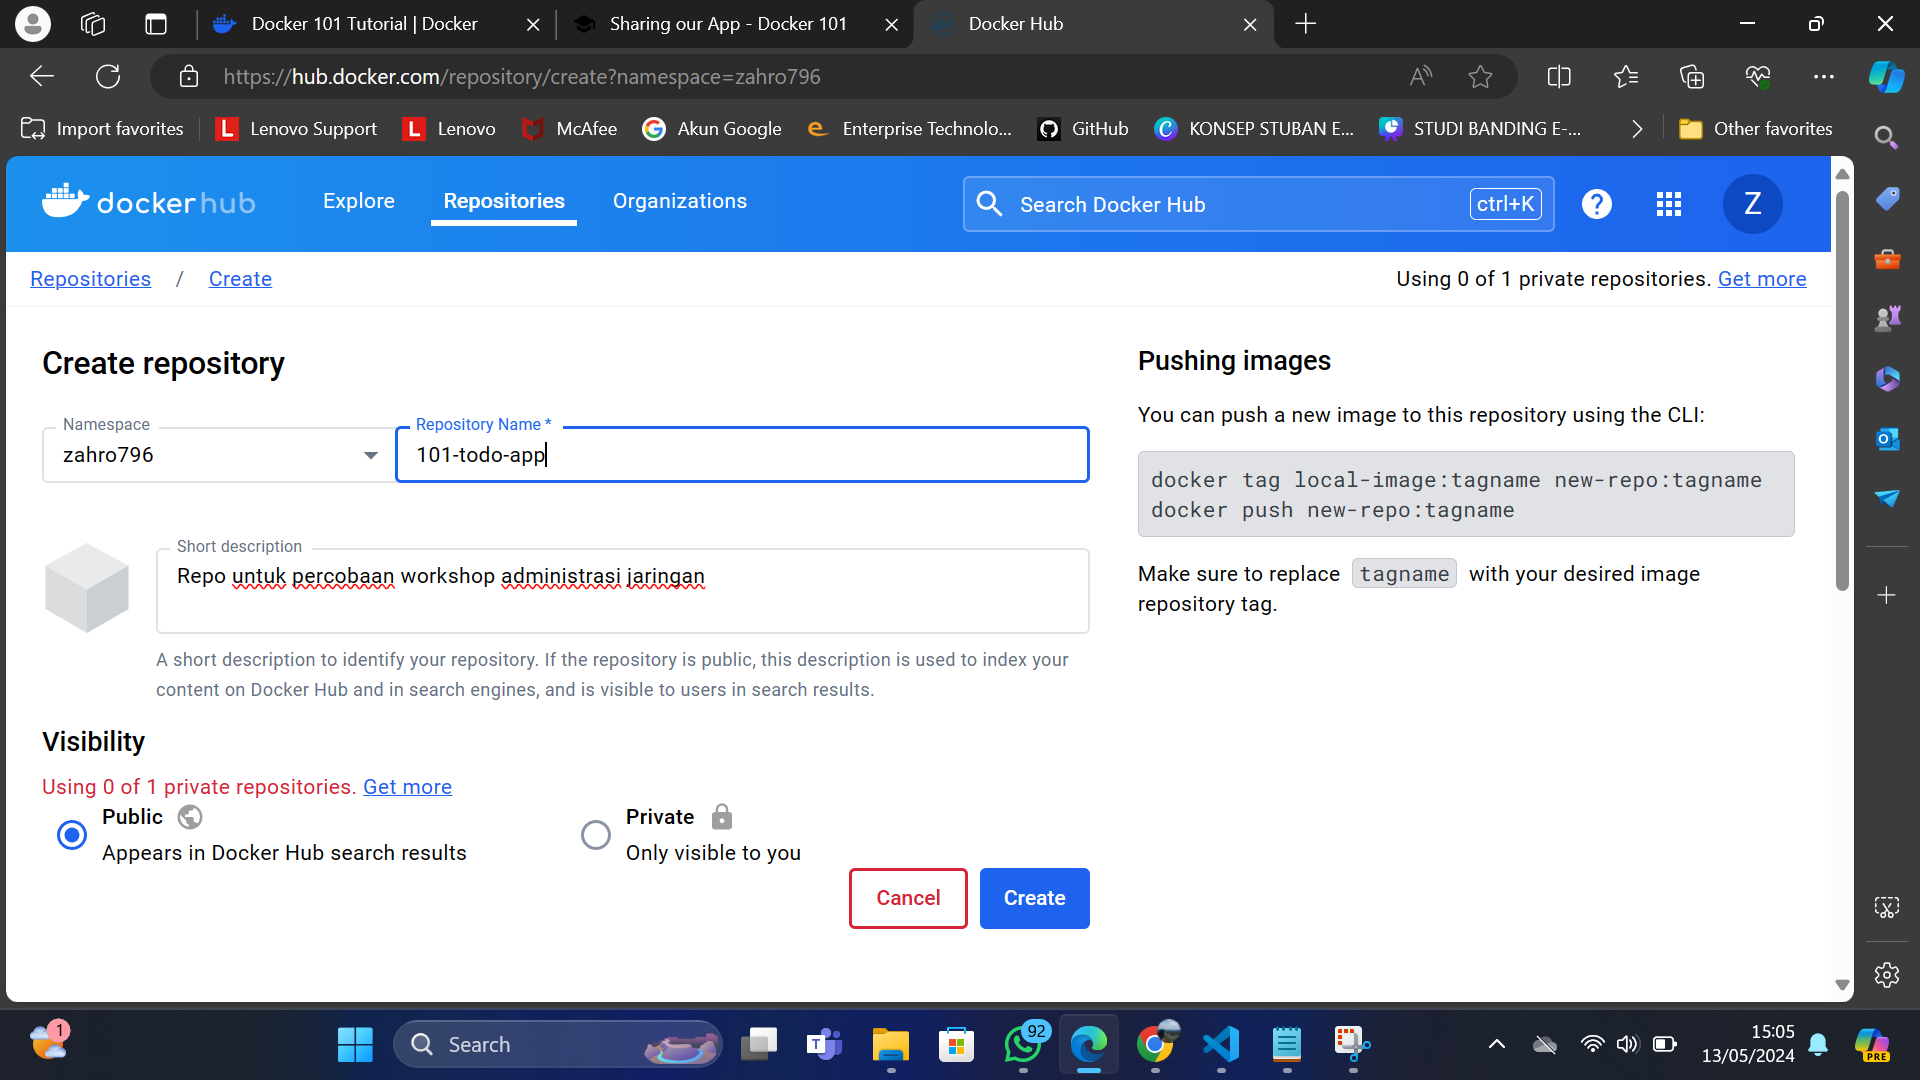 Docker 101 Tutorial | Docker
Sharing our App - Docker 101
Docker Hub
https://hub.docker.com/repository/create?namespace=zahro796
Import favorites
Lenovo Support
Lenovo
McAfee
Akun Google
Enterprise Technolo...
GitHub
KONSEP STUBAN E...
STUDI BANDING E-...
Other favorites
dockerhub
Explore
Repositories
Organizations
Search Docker Hub
ctrl+K
?
Z
Repositories / Create
Using 0 of 1 private repositories. Get more
Create repository
Namespace
zahro796
Repository Name *
101-todo-app
Short description
Repo untuk percobaan workshop administrasi jaringan
A short description to identify your repository. If the repository is public, this description is used to index your
content on Docker Hub and in search engines, and is visible to users in search results.
Visibility
Using 0 of 1 private repositories. Get more
Public
Appears in Docker Hub search results
Private
Only visible to you
Cancel
Create
Pushing images
You can push a new image to this repository using the CLI:
docker tag local-image:tagname new-repo:tagname
docker push new-repo:tagname
Make sure to replace tagname with your desired image
repository tag.
1
Search
92
15:05
13/05/2024
PRE